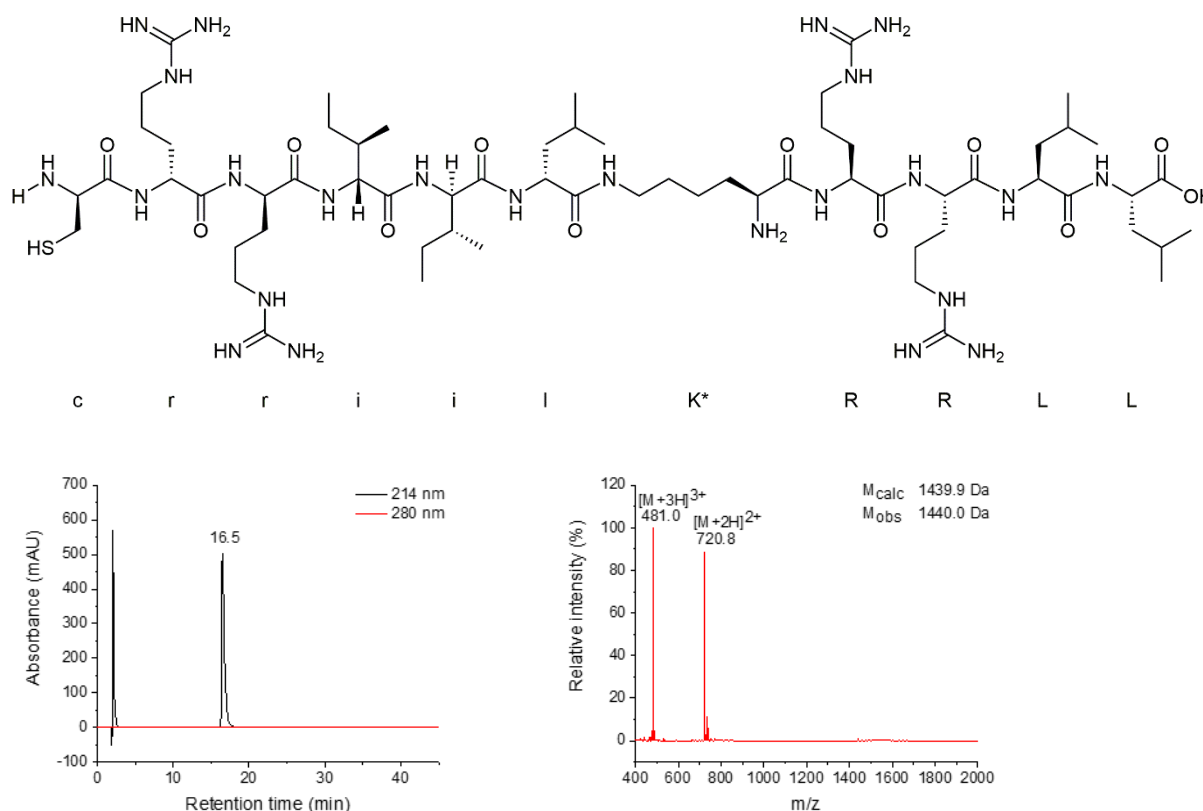 HN NH2 HN NH2
NH NH
O O O O O O
H N N H H N N H H N H N H H N N H H N N H H N OH
H H
O O O NH2 O O
HS
NH NH
HN NH2 HN NH2
c r r i i l K* R R L L
700
600
500
400
300
200
100
0
-100
Absorbance (mAU)
16.5
214 nm
280 nm
0 10 20 30 40
Retention time (min)
120
100
80
60
40
20
0
Relative intensity (%)
[M+3H]3+
481.0
[M+2H]2+
720.8
Mcalc 1439.9 Da
Mobs 1440.0 Da
400 600 800 1000 1200 1400 1600 1800 2000
m/z